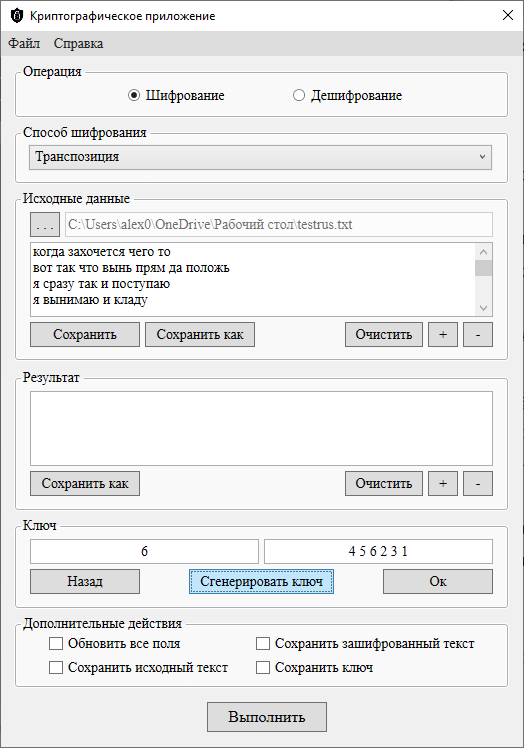 Криптографическое приложение
Файл Справка
Операция
Шифрование Дешифрование
Способ шифрования
Транспозиция
Исходные данные
. . . C:\Users\alex0\OneDrive\Рабочий стол\testrus.txt
когда захочется чего то
вот так что вынь прям да положь
я сразу так и поступаю
я вынимаю и кладу
Сохранить Сохранить как Очистить + -
Результат
Сохранить как Очистить + -
Ключ
6 4 5 6 2 3 1
Назад Сгенерировать ключ Ок
Дополнительные действия
Обновить все поля Сохранить зашифрованный текст
Сохранить исходный текст Сохранить ключ
Выполнить